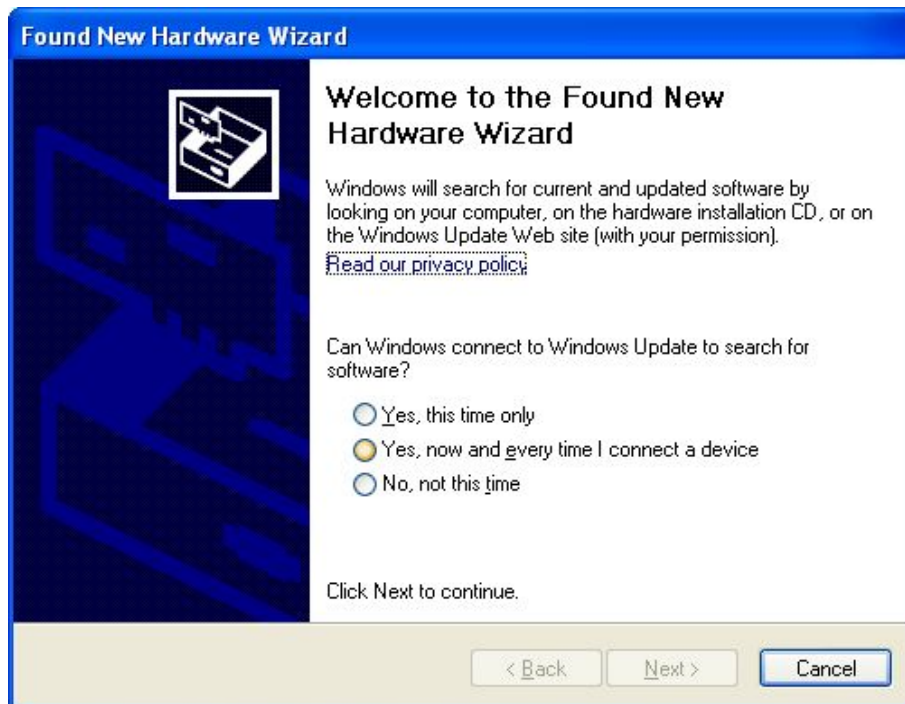 Found New Hardware Wizard
Welcome to the Found New
Hardware Wizard
Windows will search for current and updated software by
looking on your computer, on the hardware installation CD, or on
the Windows Update Web site (with your permission).
Read our privacy policy
Can Windows connect to Windows Update to search for
software?
Yes, this time only
Yes, now and every time I connect a device
No, not this time
Click Next to continue.
< Back
Next >
Cancel